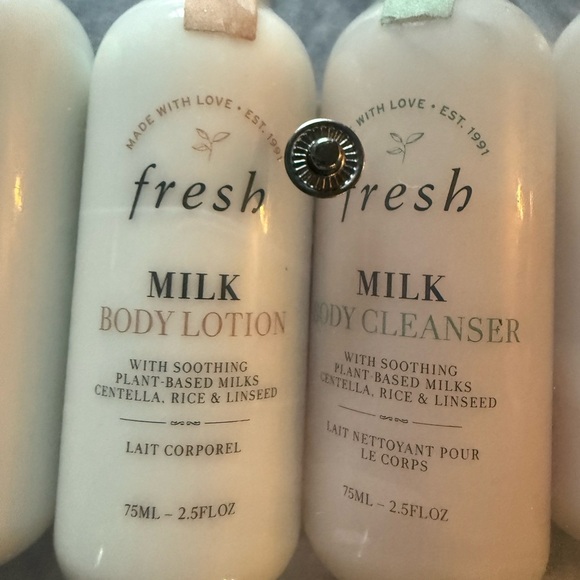 MADE WITH LOVE • EST. 1991
fresh
MILK
BODY LOTION
WITH SOOTHING
PLANT-BASED MILKS
CENTELLA, RICE & LINSEED
LAIT CORPOREL
75ML – 2.5FLOZ
WITH LOVE • EST. 1991
fresh
MILK
BODY CLEANSER
WITH SOOTHING
PLANT-BASED MILKS
CENTELLA, RICE & LINSEED
LAIT NETTOYANT POUR
LE CORPS
75ML – 2.5FLOZ